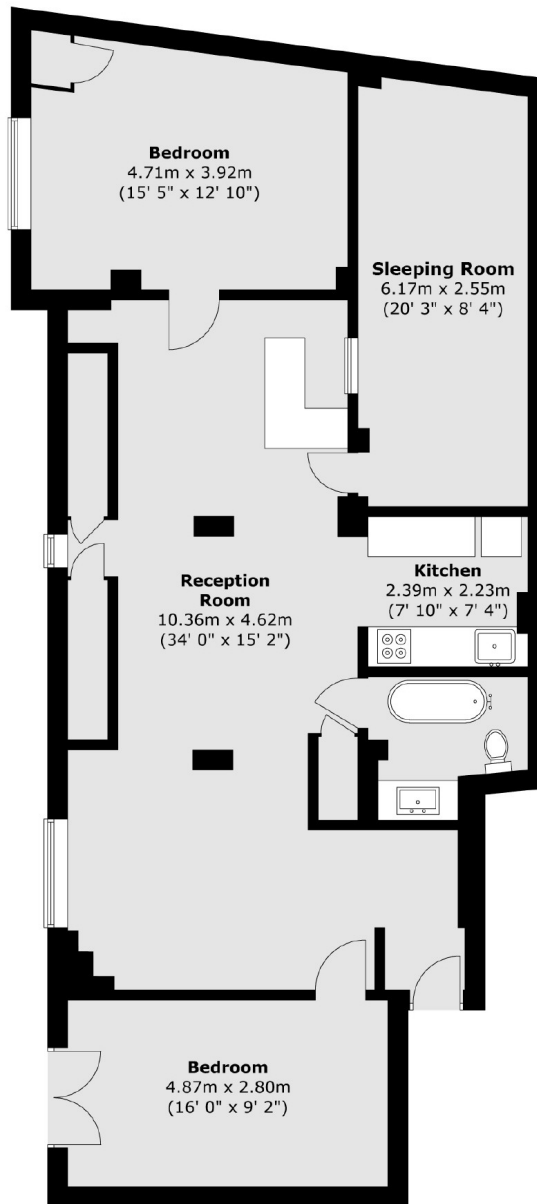 Bedroom
4.71m x 3.92m
(15' 5" x 12' 10")
Sleeping Room
6.17m x 2.55m
(20' 3" x 8' 4")
Kitchen
2.39m x 2.23m
(7' 10" x 7' 4")
Reception
Room
10.36m x 4.62m
(34' 0" x 15' 2")
Bedroom
4.87m x 2.80m
(16' 0" x 9' 2")